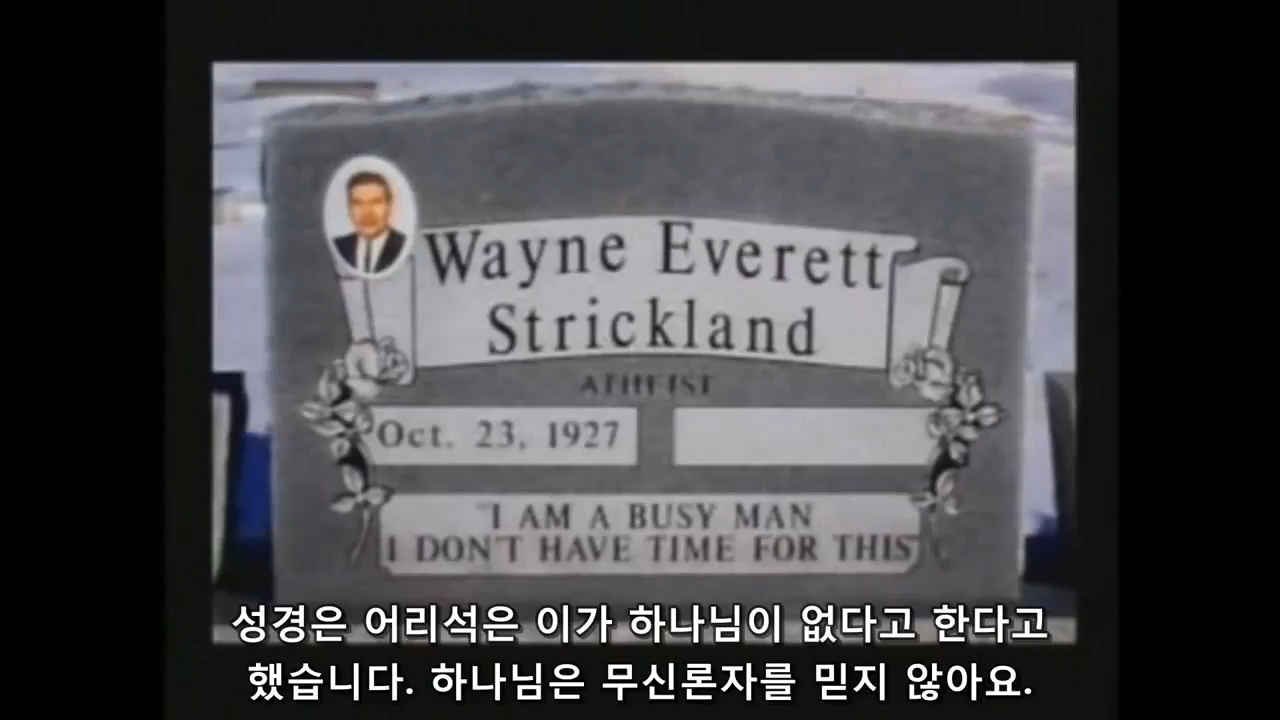 Wayne Everett
Strickland
ATHEIST
Oct. 23, 1927
"I AM A BUSY MAN
I DON'T HAVE TIME FOR THIS
성경은 어리석은 이가 하나님이 없다고 한다고
했습니다. 하나님은 무신론자를 믿지 않아요.